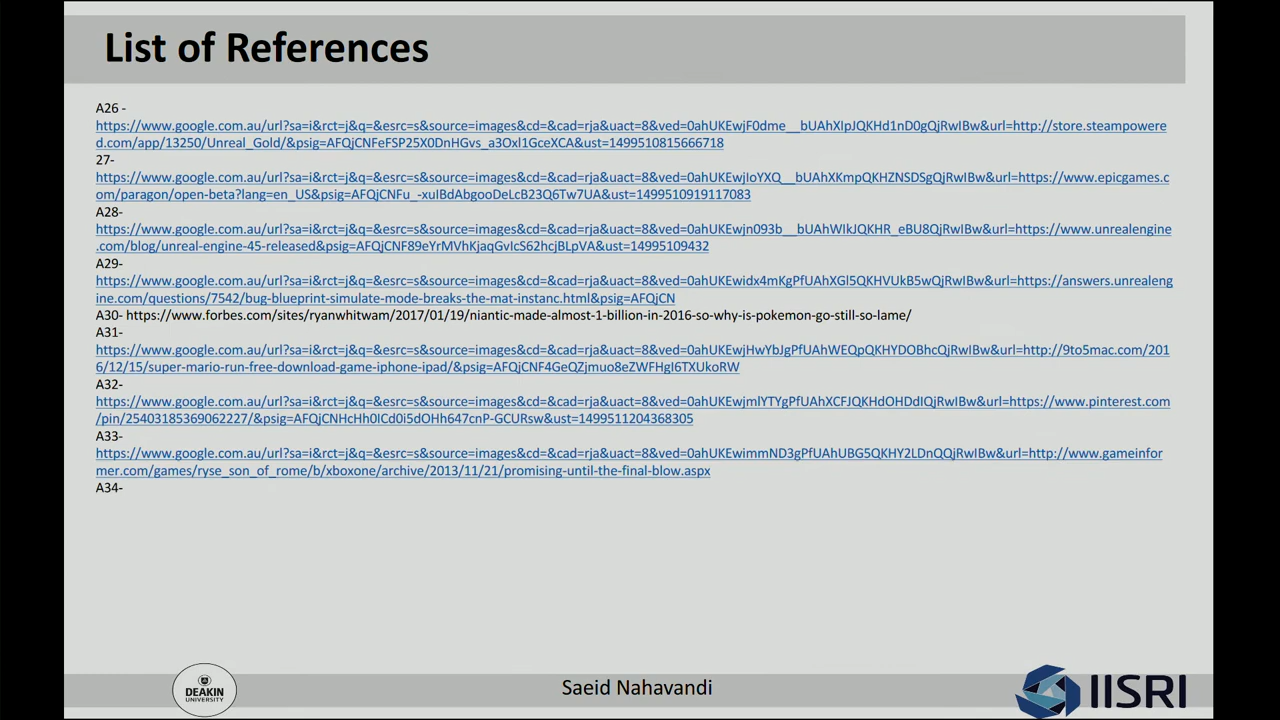 List of References
A26 -
https://www.google.com.au/url?sa=i&rct=j&q=&esrc=s&source=images&cd=&cad=rja&uact=8&ved=0ahUKEwjF0dme__bUAhXIpJQKHd1nD0gQjRwIBw&url=http://store.steampowere
d.com/app/13250/Unreal_Gold/&psig=AFQjCNFeFSP25X0DnHGvs_a3Oxl1GceXCA&ust=1499510815666718
27-
https://www.google.com.au/url?sa=i&rct=j&q=&esrc=s&source=images&cd=&cad=rja&uact=8&ved=0ahUKEwjIoYXQ__bUAhXKmpQKHZNSDSgQjRwIBw&url=https://www.epicgames.c
om/paragon/open-beta?lang=en_US&psig=AFQjCNFu_-xuIBdAbgooDeLcB23Q6Tw7UA&ust=1499510919117083
A28-
https://www.google.com.au/url?sa=i&rct=j&q=&esrc=s&source=images&cd=&cad=rja&uact=8&ved=0ahUKEwjn093b__bUAhWIkJQKHR_eBU8QjRwIBw&url=https://www.unrealengine
.com/blog/unreal-engine-45-released&psig=AFQjCNF89eYrMVhKjaqGvIcS62hcjBLpVA&ust=14995109432
A29-
https://www.google.com.au/url?sa=i&rct=j&q=&esrc=s&source=images&cd=&cad=rja&uact=8&ved=0ahUKEwidx4mKgPfUAhXGl5QKHVUkB5wQjRwIBw&url=https://answers.unrealeng
ine.com/questions/7542/bug-blueprint-simulate-mode-breaks-the-mat-instanc.html&psig=AFQjCN
A30- https://www.forbes.com/sites/ryanwhitwam/2017/01/19/niantic-made-almost-1-billion-in-2016-so-why-is-pokemon-go-still-so-lame/
A31-
https://www.google.com.au/url?sa=i&rct=j&q=&esrc=s&source=images&cd=&cad=rja&uact=8&ved=0ahUKEwjHwYbJgPfUAhWEQpQKHYDOBhcQjRwIBw&url=http://9to5mac.com/201
6/12/15/super-mario-run-free-download-game-iphone-ipad/&psig=AFQjCNF4GeQZjmuo8eZWFHgI6TXUkoRW
A32-
https://www.google.com.au/url?sa=i&rct=j&q=&esrc=s&source=images&cd=&cad=rja&uact=8&ved=0ahUKEwjmlYTYgPfUAhXCFJQKHdOHDdIQjRwIBw&url=https://www.pinterest.com
/pin/25403185369062227/&psig=AFQjCNHcHh0ICd0i5dOHh647cnP-GCURsw&ust=1499511204368305
A33-
https://www.google.com.au/url?sa=i&rct=j&q=&esrc=s&source=images&cd=&cad=rja&uact=8&ved=0ahUKEwimmND3gPfUAhUBG5QKHY2LDnQQjRwIBw&url=http://www.gameinfor
mer.com/games/ryse_son_of_rome/b/xboxone/archive/2013/11/21/promising-until-the-final-blow.aspx
A34-
DEAKIN
UNIVERSITY
Saeid Nahavandi
IISRI